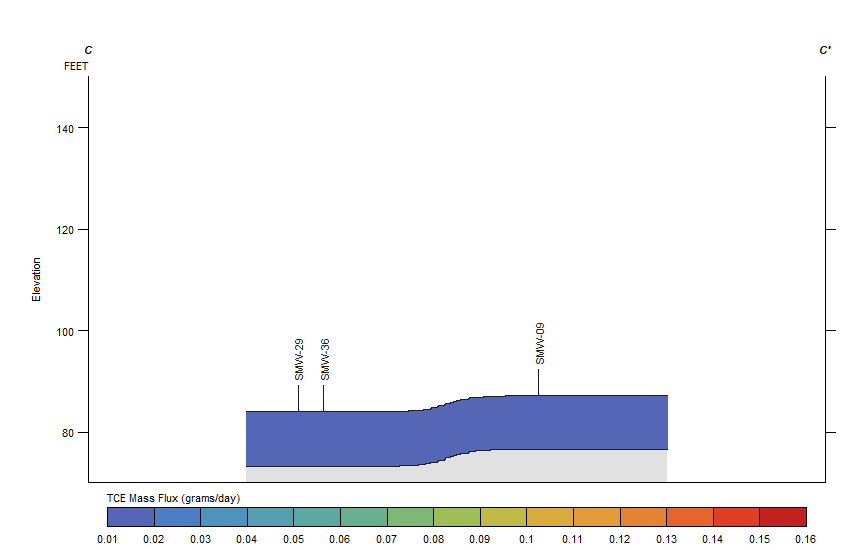 C C'
FEET
140
120
100
80
Elevation
SMW-29
SMW-36
SMW-09
TCE Mass Flux (grams/day)
0.01 0.02 0.03 0.04 0.05 0.06 0.07 0.08 0.09 0.1 0.11 0.12 0.13 0.14 0.15 0.16